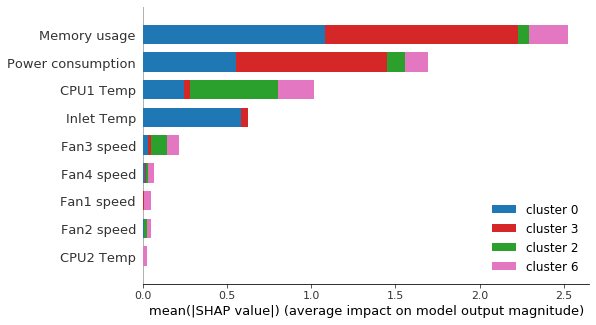 Memory usage
Power consumption
CPU1 Temp
Inlet Temp
Fan3 speed
Fan4 speed
Fan1 speed
Fan2 speed
CPU2 Temp
cluster 0
cluster 3
cluster 2
cluster 6
0.0 0.5 1.0 1.5 2.0 2.5
mean(|SHAP value|) (average impact on model output magnitude)